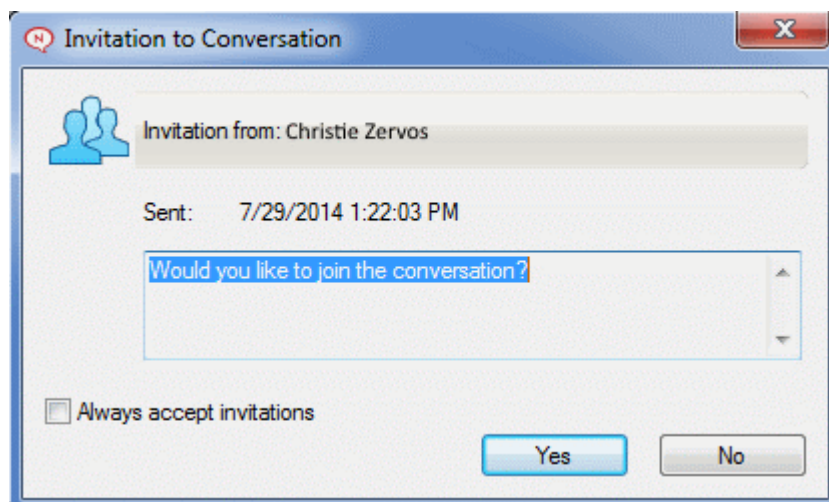 Invitation to Conversation
Invitation from: Christie Zervos
Sent: 7/29/2014 1:22:03 PM
Would you like to join the conversation?
Always accept invitations
Yes No